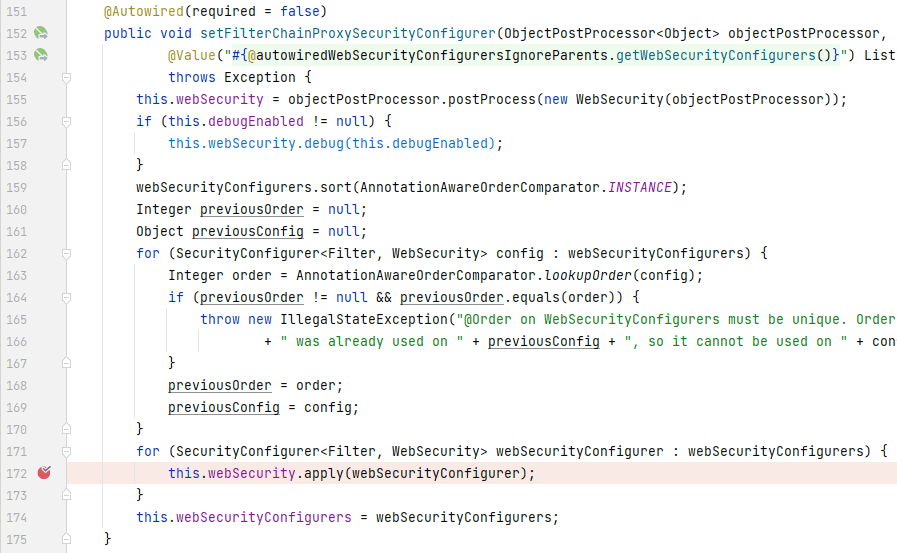 151 @Autowired(required = false)
152 public void setFilterChainProxySecurityConfigurer(ObjectPostProcessor<Object> objectPostProcessor,
153 @Value("#{@autowiredWebSecurityConfigurersIgnoreParents.getWebSecurityConfigurers()}") List
154 throws Exception {
155 this.webSecurity = objectPostProcessor.postProcess(new WebSecurity(objectPostProcessor));
156 if (this.debugEnabled != null) {
157 this.webSecurity.debug(this.debugEnabled);
158 }
159 webSecurityConfigurers.sort(AnnotationAwareOrderComparator.INSTANCE);
160 Integer previousOrder = null;
161 Object previousConfig = null;
162 for (SecurityConfigurer<Filter, WebSecurity> config : webSecurityConfigurers) {
163 Integer order = AnnotationAwareOrderComparator.lookupOrder(config);
164 if (previousOrder != null && previousOrder.equals(order)) {
165 throw new IllegalStateException("@Order on WebSecurityConfigurers must be unique. Order
166 + " was already used on " + previousConfig + ", so it cannot be used on " + con
167 }
168 previousOrder = order;
169 previousConfig = config;
170 }
171 for (SecurityConfigurer<Filter, WebSecurity> webSecurityConfigurer : webSecurityConfigurers) {
172 this.webSecurity.apply(webSecurityConfigurer);
173 }
174 this.webSecurityConfigurers = webSecurityConfigurers;
175 }